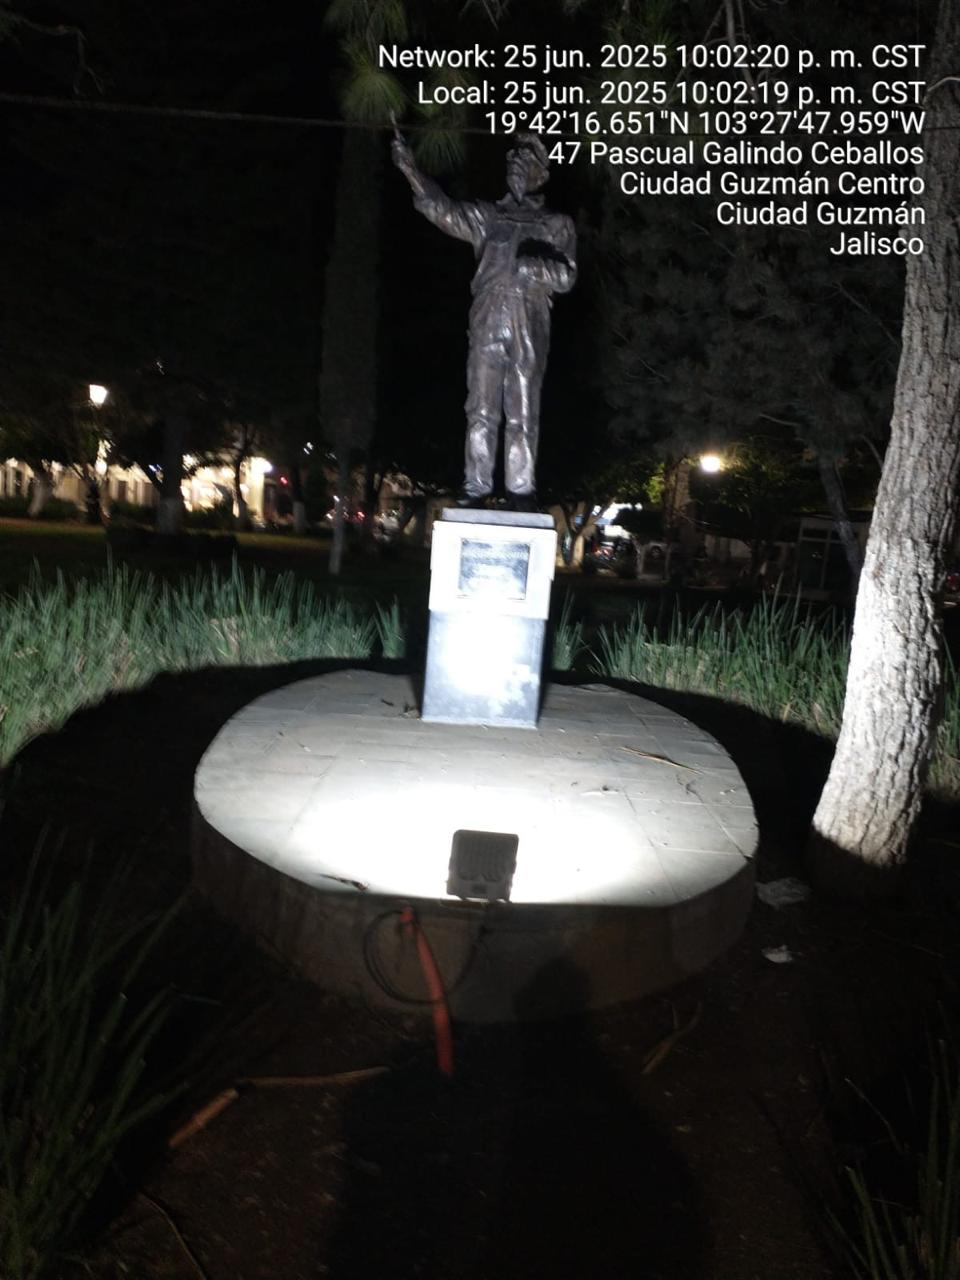 Network: 25 jun. 2025 10:02:20 p. m. CST
Local: 25 jun. 2025 10:02:19 p. m. CST
19°42'16.651"N 103°27'47.959"W
47 Pascual Galindo Ceballos
Ciudad Guzmán Centro
Ciudad Guzmán
Jalisco